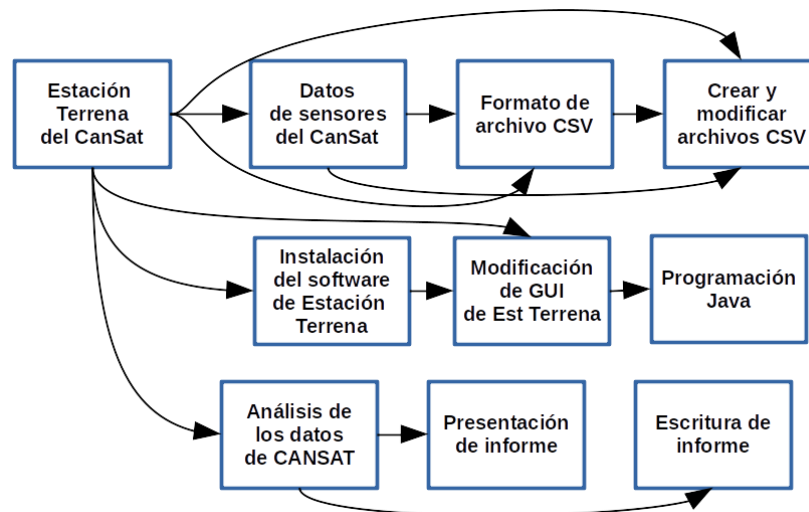 Estación
Terrena
del CanSat
Datos
de sensores
del CanSat
Formato de
archivo CSV
Crear y
modificar
archivos CSV
Instalación
del software
de Estación
Terrena
Modificación
de GUI
de Est Terrena
Programación
Java
Análisis de
los datos
de CANSAT
Presentación
de informe
Escritura de
informe